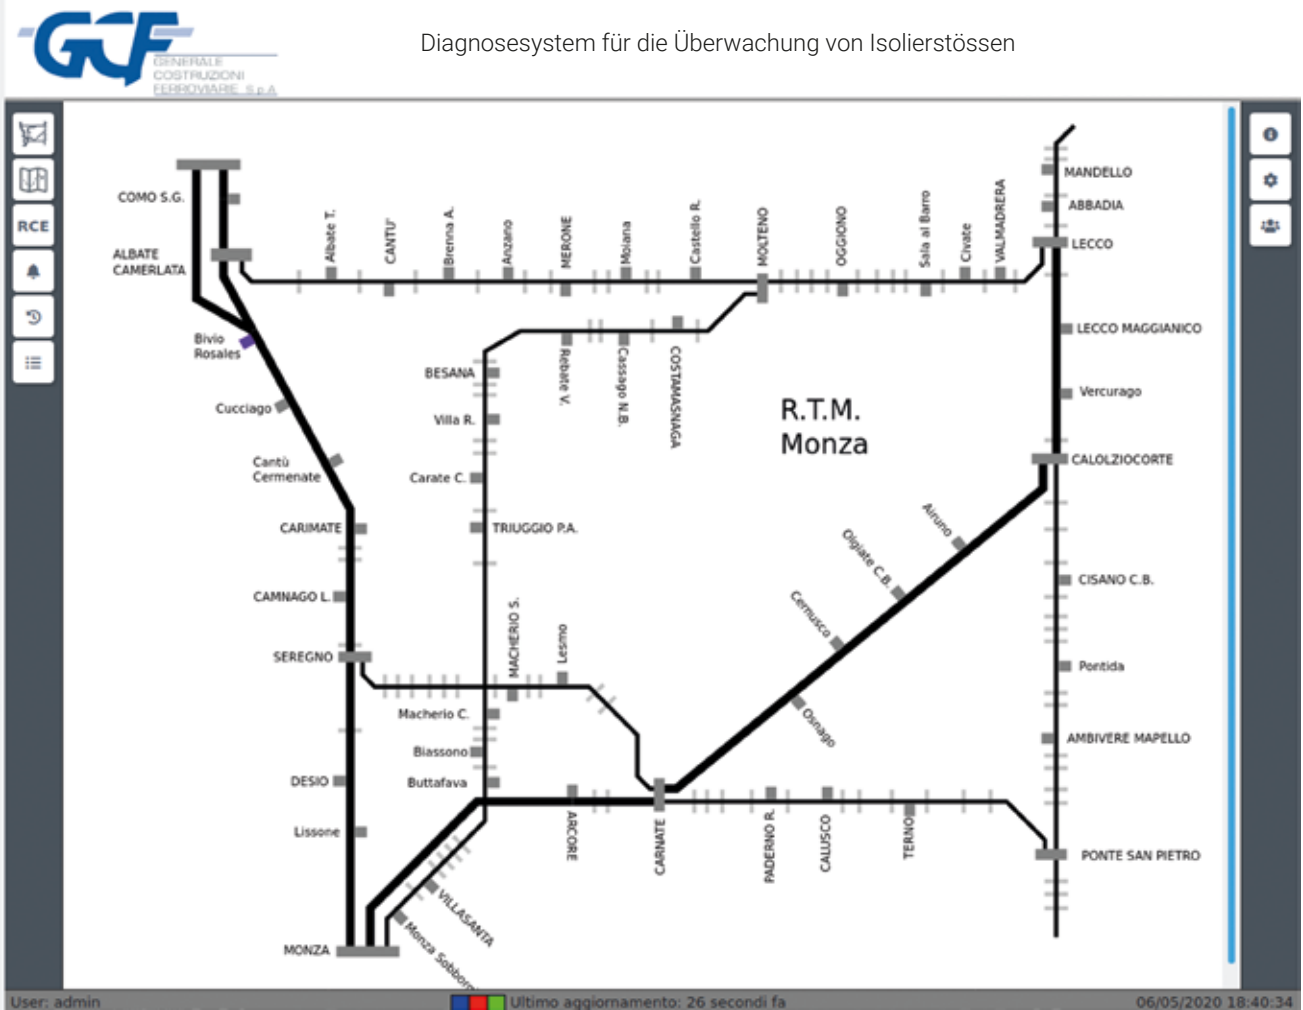 GCF
GENERALE
COSTRUZIONI
FERROVIARIE S.p.A
Diagnosesystem für die Überwachung von Isolierstössen
RCE
COMO S.G.
ALBATE
CAMERLATA
Bivio
Rosales
Cucciago
Cantù
Cermenate
CARIMATE
CAMNAGO L.
SEREGNO
DESIO
Lissone
MONZA
Albate T.
CANTU'
Brenna A.
Anzano
MERONE
Moiana
Castello R.
MOLTENO
OGGIONO
Sala al Barro
Civate
VALMADRERA
MANDELLO
ABBADIA
LECCO
LECCO MAGGIANICO
Vercurago
CALOLZIOCORTE
CISANO C.B.
Pontida
AMBIVERE MAPELLO
PONTE SAN PIETRO
BESANA
Villa R.
Carate C.
TRIUGGIO P.A.
Rebate V.
Cassago N.B.
COSTAMASNAGA
R.T.M.
Monza
Airuno
Olgiate C.B.
Cernusco
Osnago
MACHERIO S.
Lesmo
Macherio C.
Biassono
Buttafava
ARCORE
CARNATE
PADERNO R.
CALUSCO
TERNO
VILLASANTA
Monza Sobborn
User: admin
Ultimo aggiornamento: 26 secondi fa
06/05/2020 18:40:34